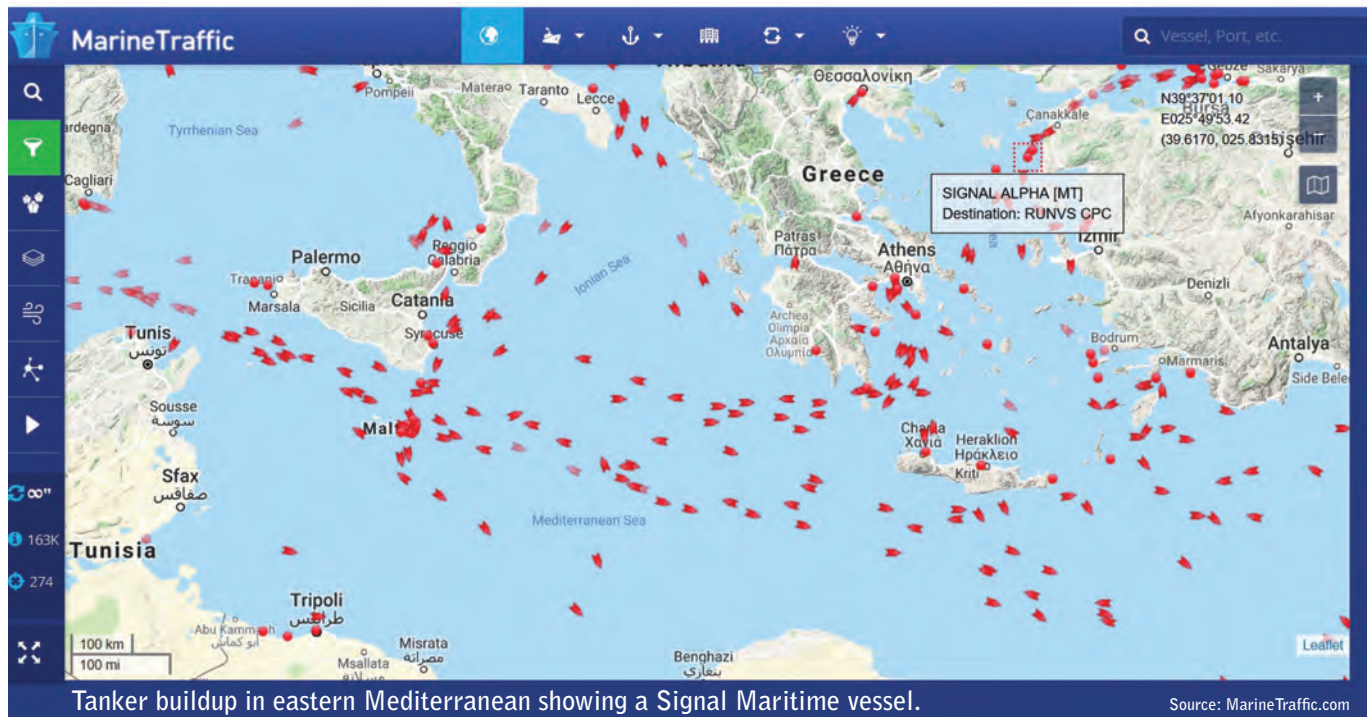 MarineTraffic
Vessel, Port, etc.
Θεσσαλονίκη
Sakarya
Pompeii
Matera
Taranto
Lecce
N39°37'01.10
E025°49'53.42
(39.6170, 025.8315)
Bursa
Çanakkale
Tyrrhenian Sea
Cagliari
Greece
SIGNAL ALPHA [MT]
Destination: RUNVS CPC
Afyonkarahisar
Izmir
Palermo
Reggio
Calabria
Patras
Πάτρα
Athens
Αθήνα
Ionian Sea
Trapani
Marsala
Sicilia
Catania
Denizli
Archea
Olimpia
Αρχαία
Ολυμπία
Syracuse
Tunis
تونس
Bodrum
Marmaris
Antalya
Side Bele
Sousse
سوسة
Malt
Chania
Χανιά
Heraklion
Ηράκλειο
Kriti
Sfax
صفاقس
∞"
Mediterranean Sea
163K
Tunisia
274
Tripoli
طرابلس
Abu Kammash
أبو كماش
100 km
100 mi
Misrata
مصراتة
Msallata
مسلاتة
Benghazi
بنغازي
Leaflet
Tanker buildup in eastern Mediterranean showing a Signal Maritime vessel.
Source: MarineTraffic.com